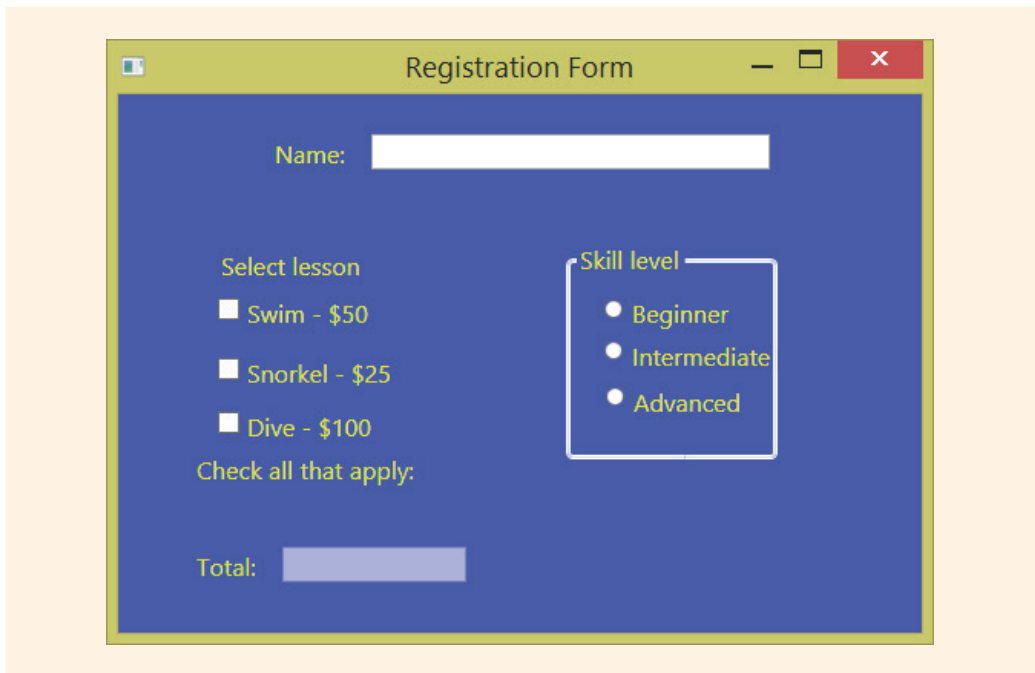 Registration Form
Name:
Select lesson
Swim - $50
Snorkel - $25
Dive - $100
Check all that apply:
Skill level
Beginner
Intermediate
Advanced
Total: